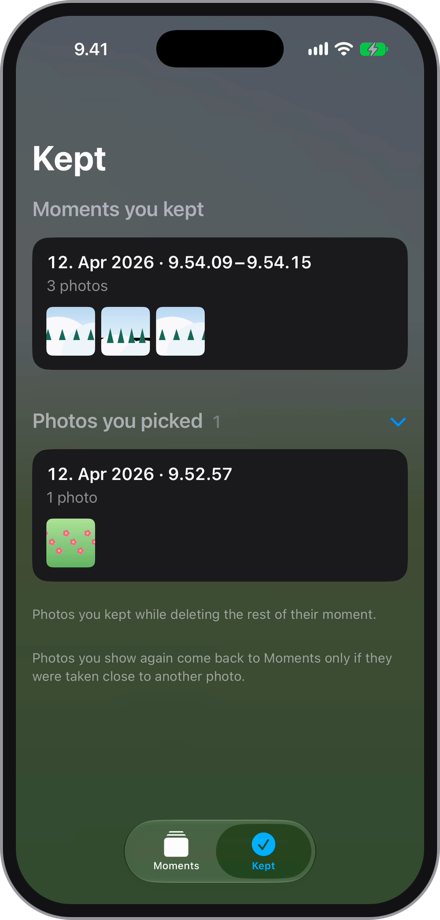 9.41
Kept
Moments you kept
12. Apr 2026 · 9.54.09–9.54.15
3 photos
Photos you picked 1
12. Apr 2026 · 9.52.57
1 photo
Photos you kept while deleting the rest of their moment.
Photos you show again come back to Moments only if they
were taken close to another photo.
Moments
Kept